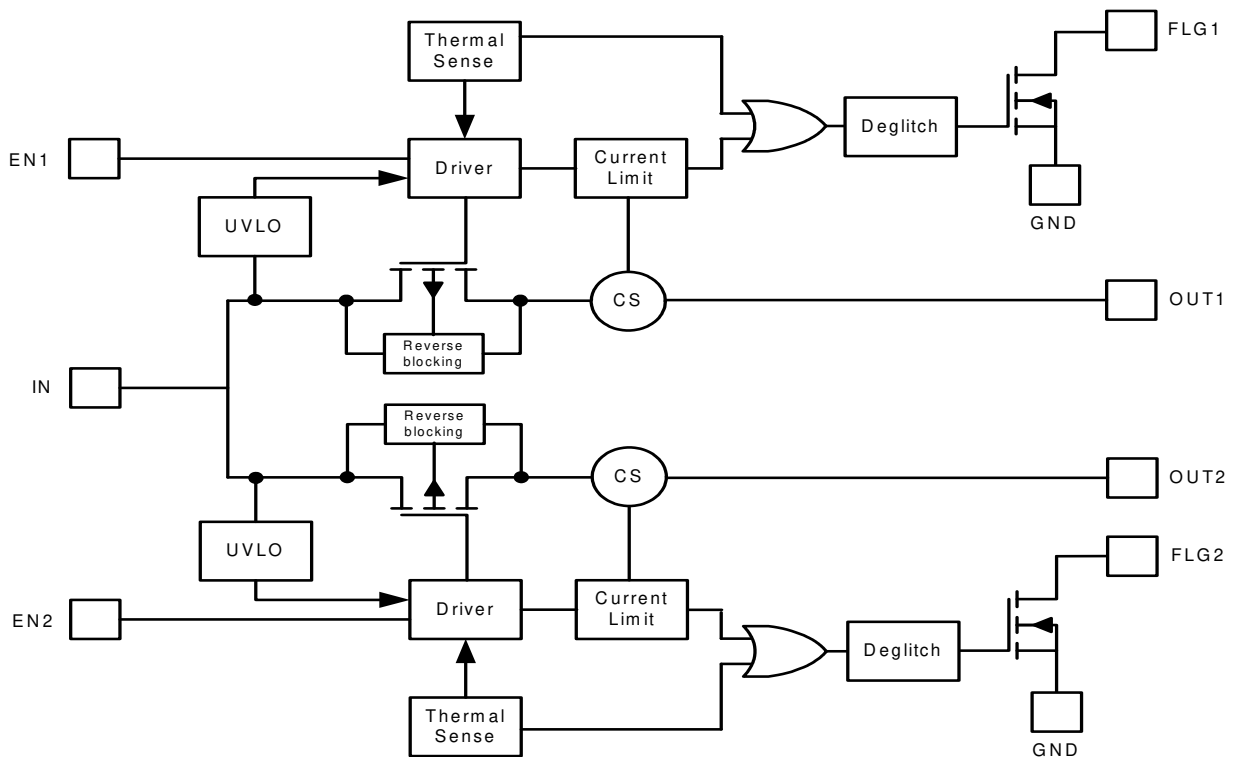 FLG1
Thermal
Sense
Deglitch
EN1
Driver
Current
Limit
UVLO
GND
CS
OUT1
Reverse
blocking
IN
Reverse
blocking
CS
OUT2
UVLO
FLG2
Driver
Current
Limit
EN2
Deglitch
Thermal
Sense
GND